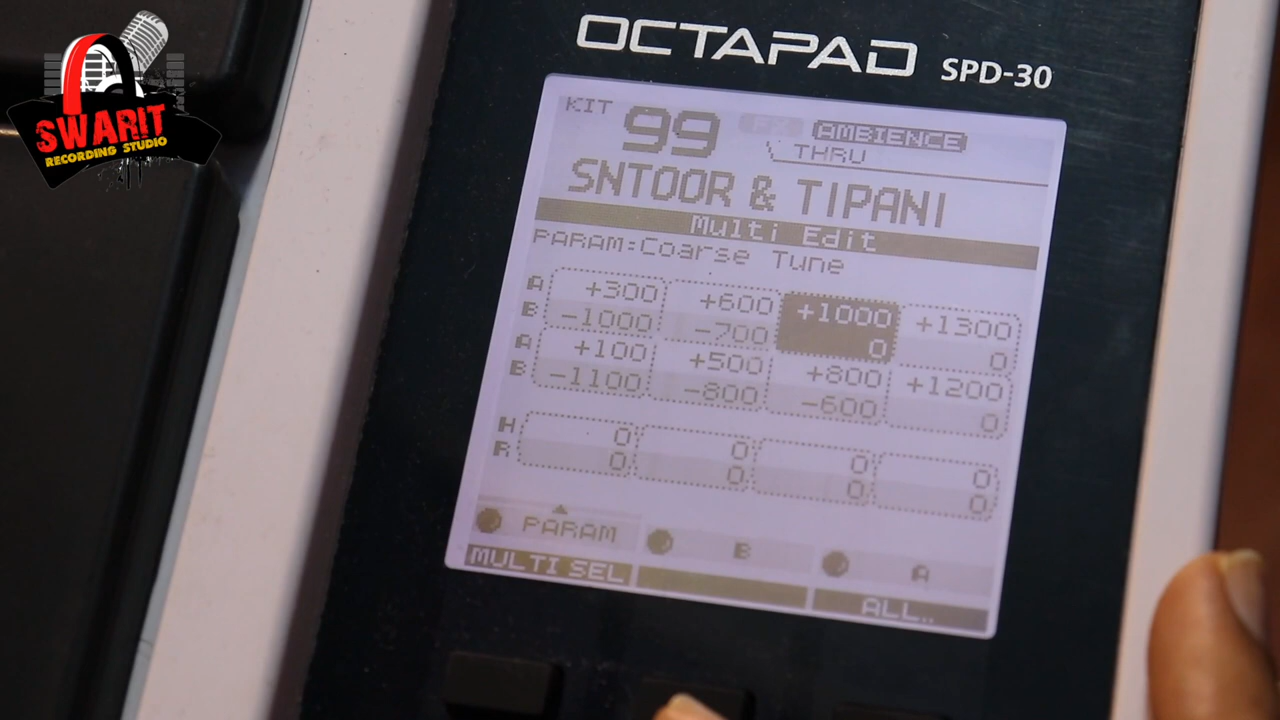 SWARIT
RECORDING STUDIO
OCTAPAD SPD-30
KIT 99 FX AMBIENCE
THRU
SNTOOR & TIPANI
Multi Edit
PARAM:Coarse Tune
A +300 +600 +1000 +1300
B -1000 -700 0 0
A +100 +500 +800 +1200
B -1100 -800 -600 0
H 0 0 0 0
R 0 0 0 0
PARAM B A
MULTI SEL ALL..